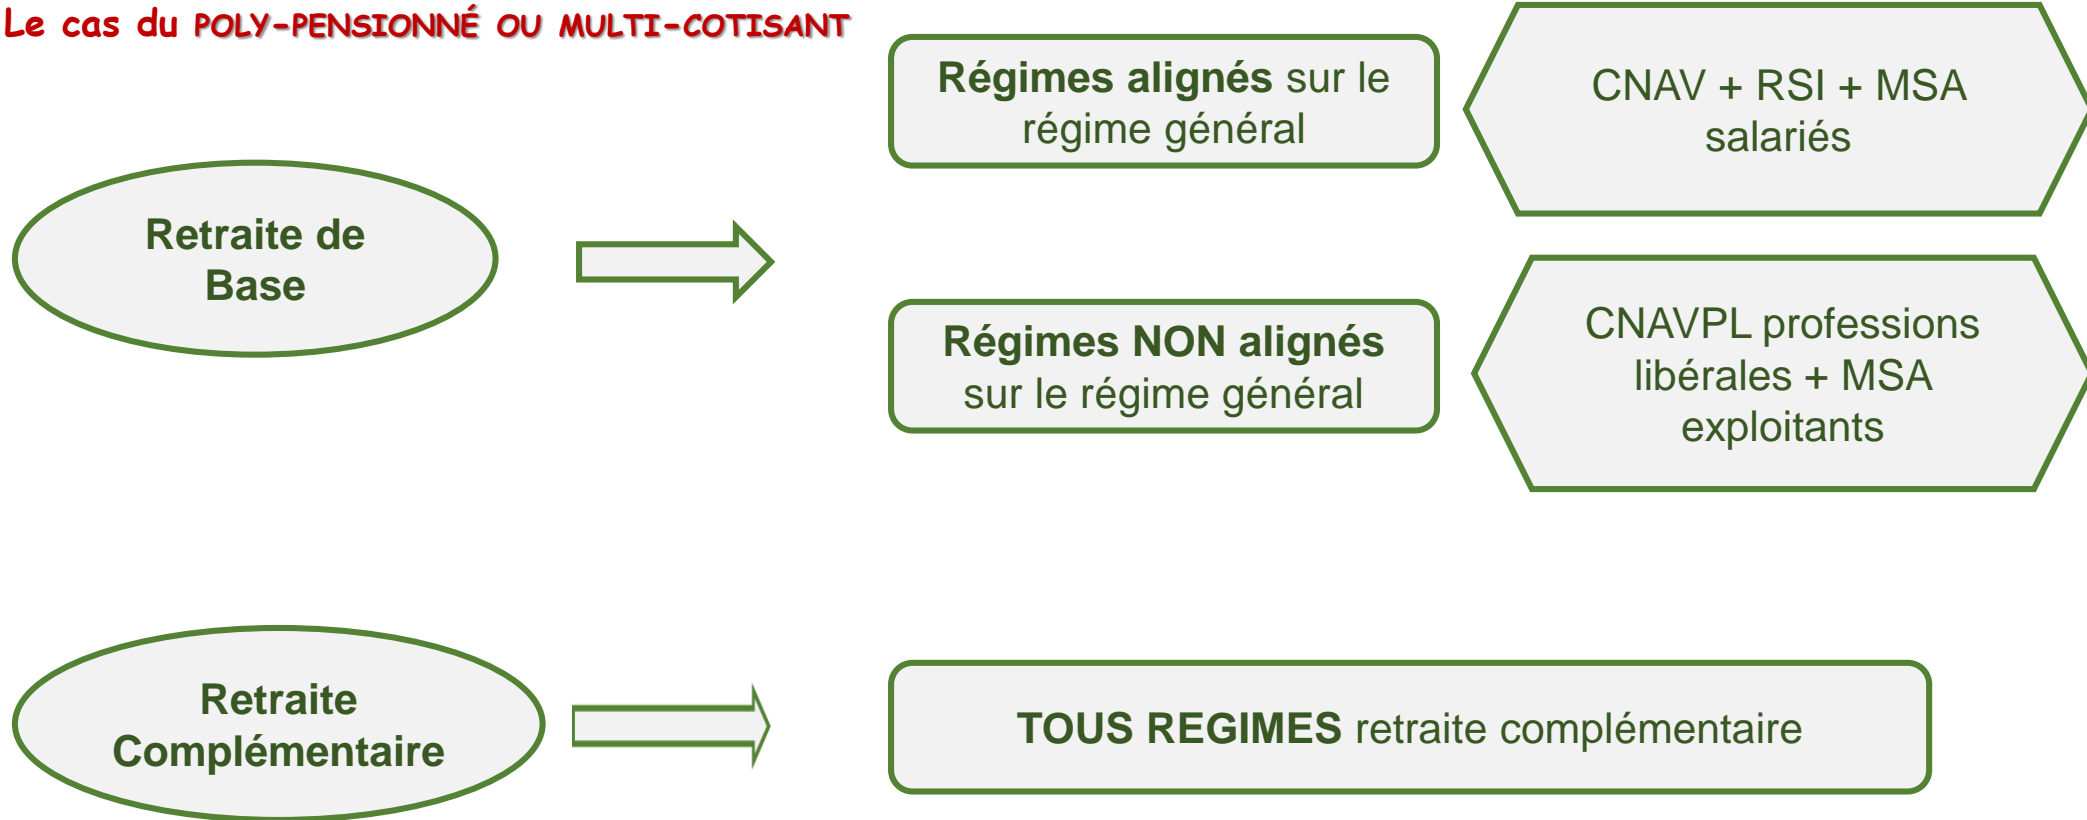 Le cas du POLY-PENSIONNÉ OU MULTI-COTISANT
Régimes alignés sur le
régime général
CNAV + RSI + MSA
salariés
Retraite de
Base
Régimes NON alignés
sur le régime général
CNAVPL professions
libérales + MSA
exploitants
Retraite
Complémentaire
TOUS REGIMES retraite complémentaire